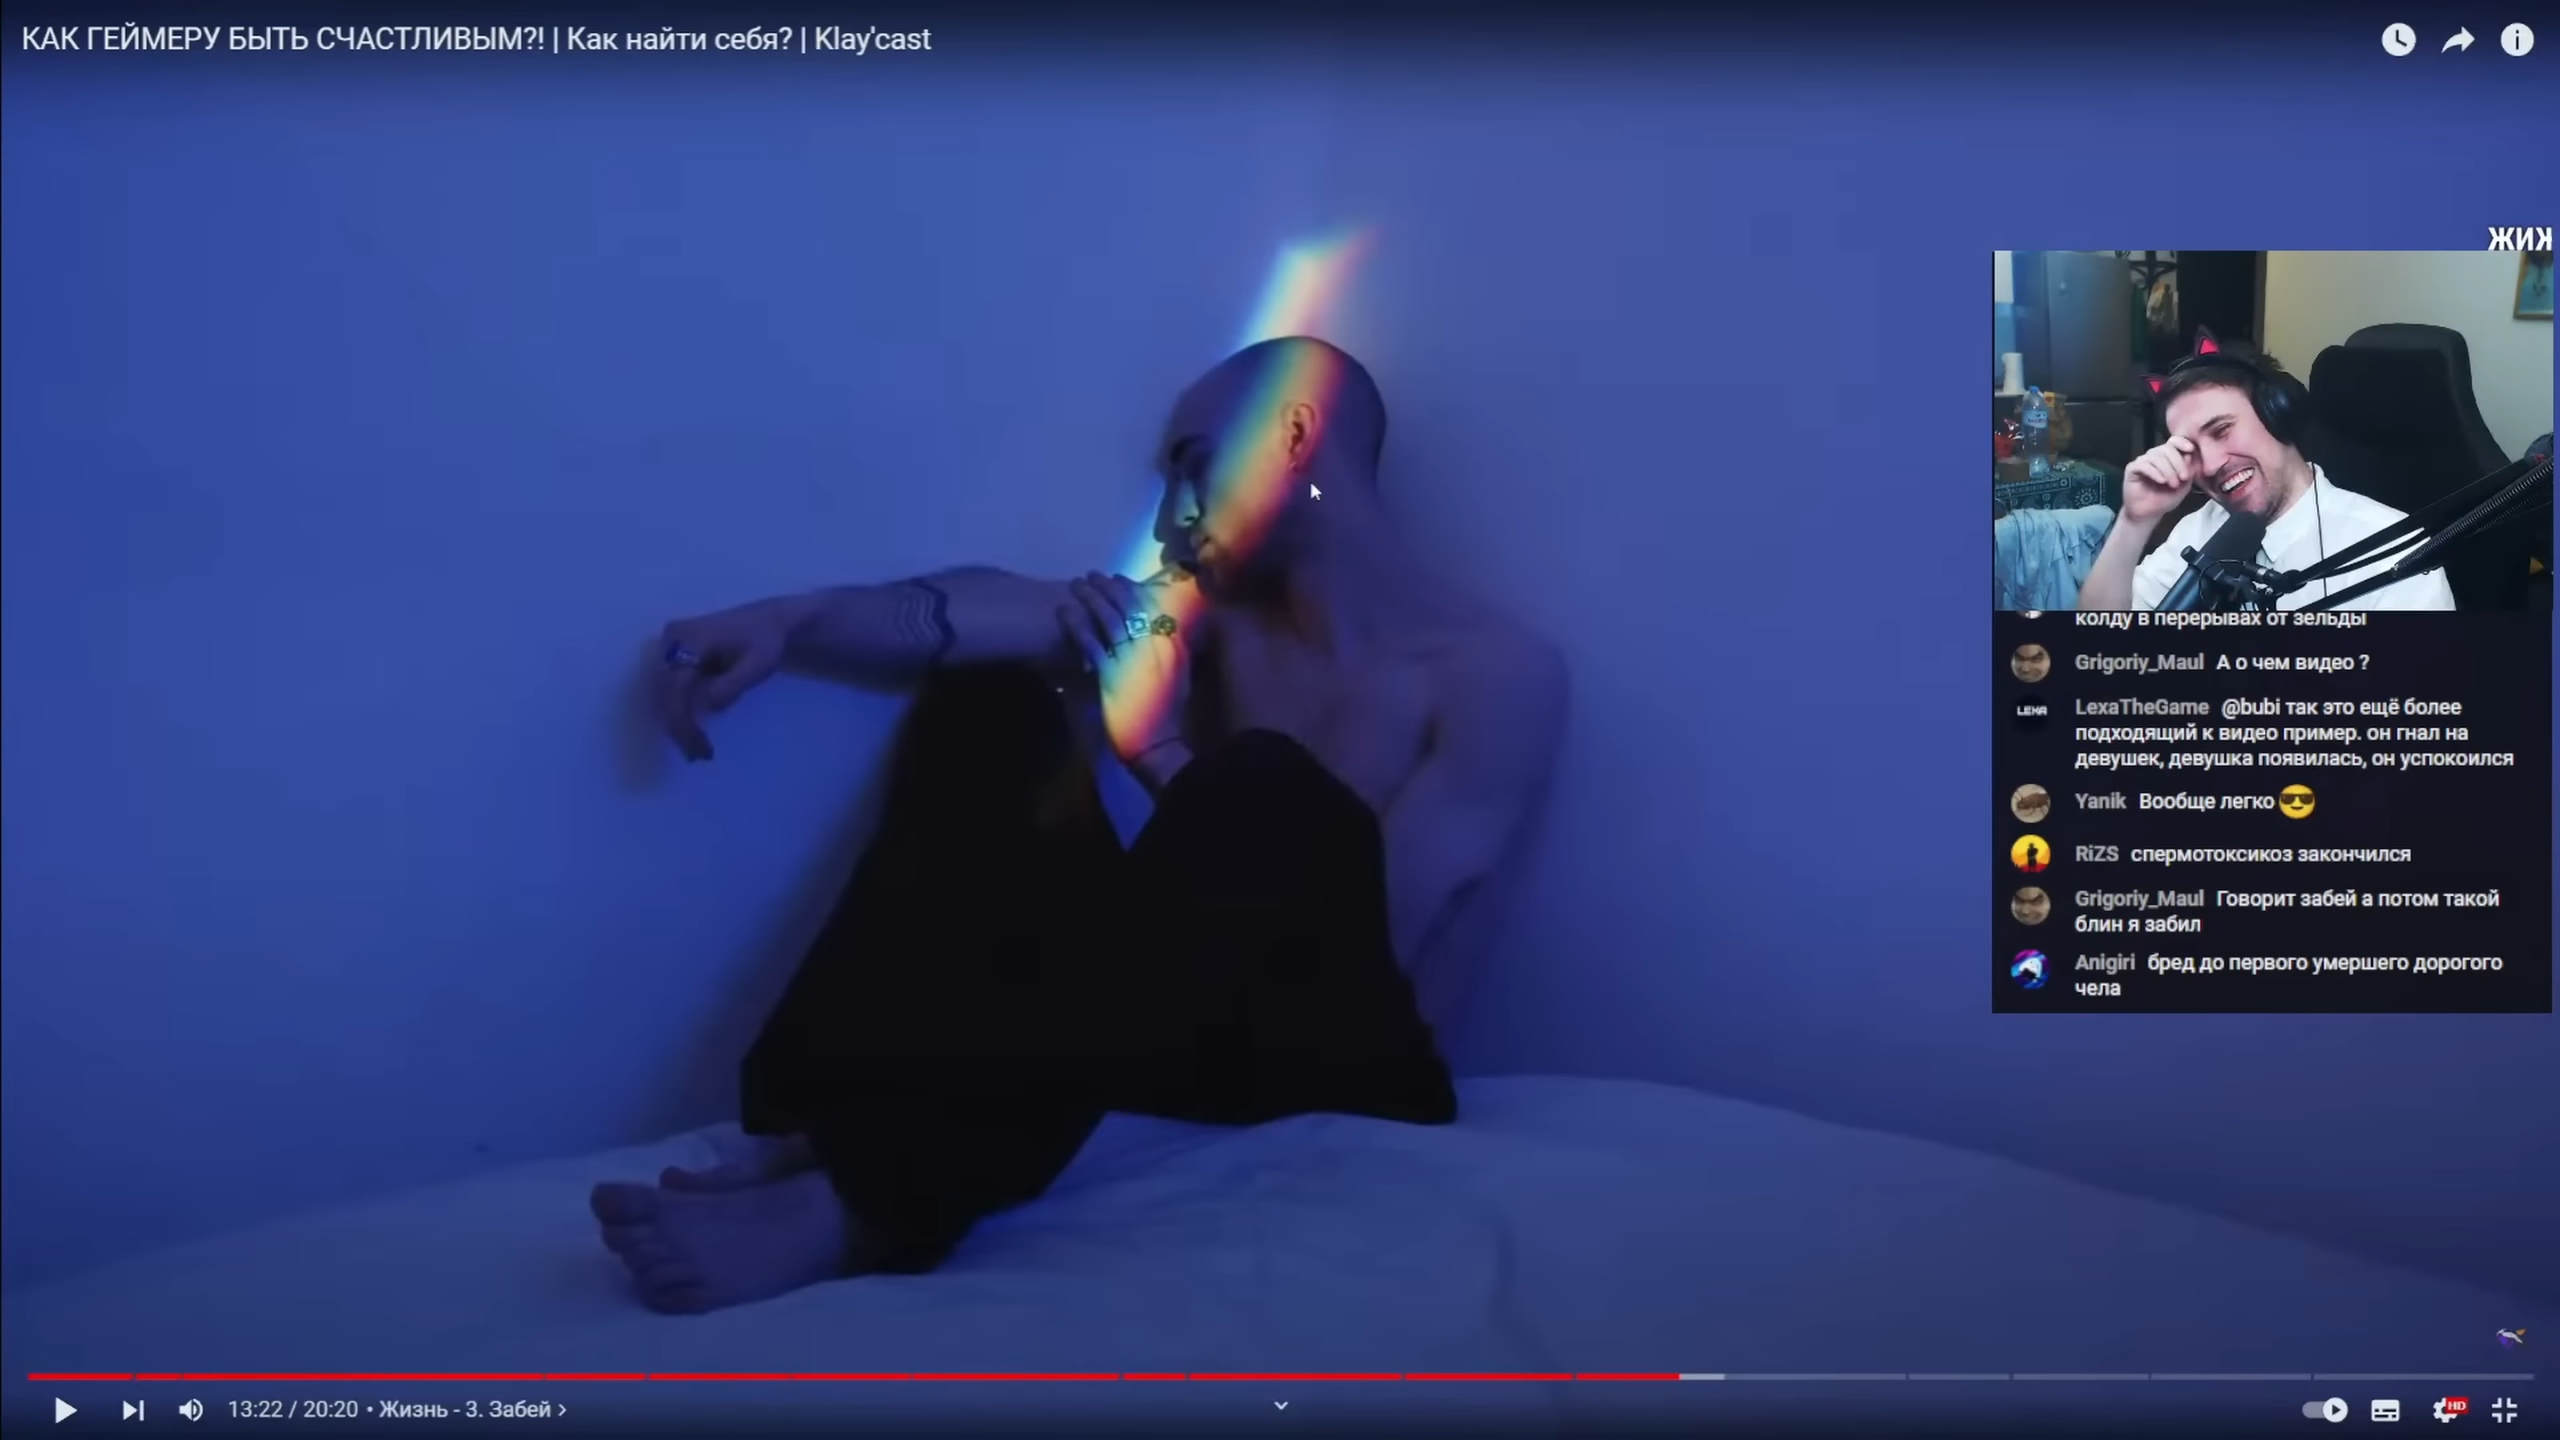 КАК ГЕЙМЕРУ БЫТЬ СЧАСТЛИВЫМ?! | Как найти себя? | Klay'cast
ЖИЖ
колду в перерывах от зельды
Grigoriy_Maul А о чем видео ?
LEXA
LexaTheGame @bubi так это ещё более
подходящий к видео пример. он гнал на
девушек, девушка появилась, он успокоился
Yanik Вообще легко😎
RiZS спермотоксикоз закончился
Grigoriy_Maul Говорит забей а потом такой
блин я забил
Anigiri бред до первого умершего дорогого
чела
13:22 / 20:20 • Жизнь - 3. Забей ›
HD